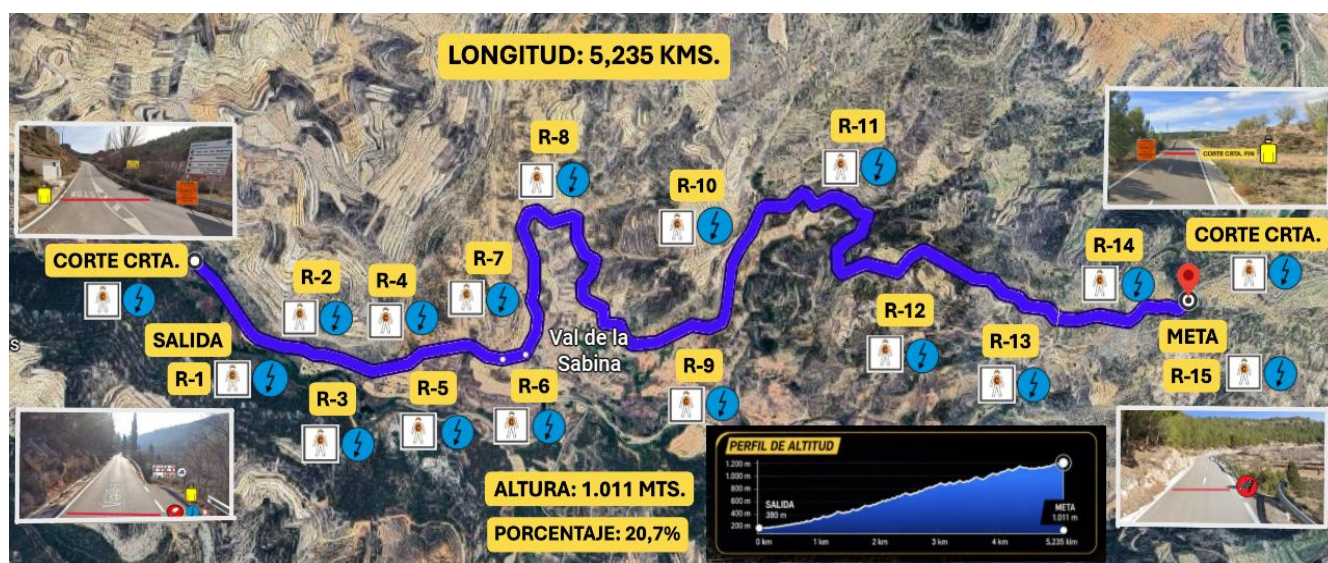 LONGITUD: 5,235 KMS.
R-8
R-11
R-10
CORTE CRTA. FIN
CORTE CRTA.
R-2
R-4
R-7
R-14
CORTE CRTA.
SALIDA
R-1
Val de la
Sabina
R-12
META
R-15
R-3
R-5
R-6
R-9
R-13
PERFIL DE ALTITUD
1.200 m
1.000 m
800 m
600 m
400 m
200 m
SALIDA
380 m
META
1.011 m
0 km
1 km
2 km
3 km
4 km
ALTURA: 1.011 MTS.
PORCENTAJE: 20,7%